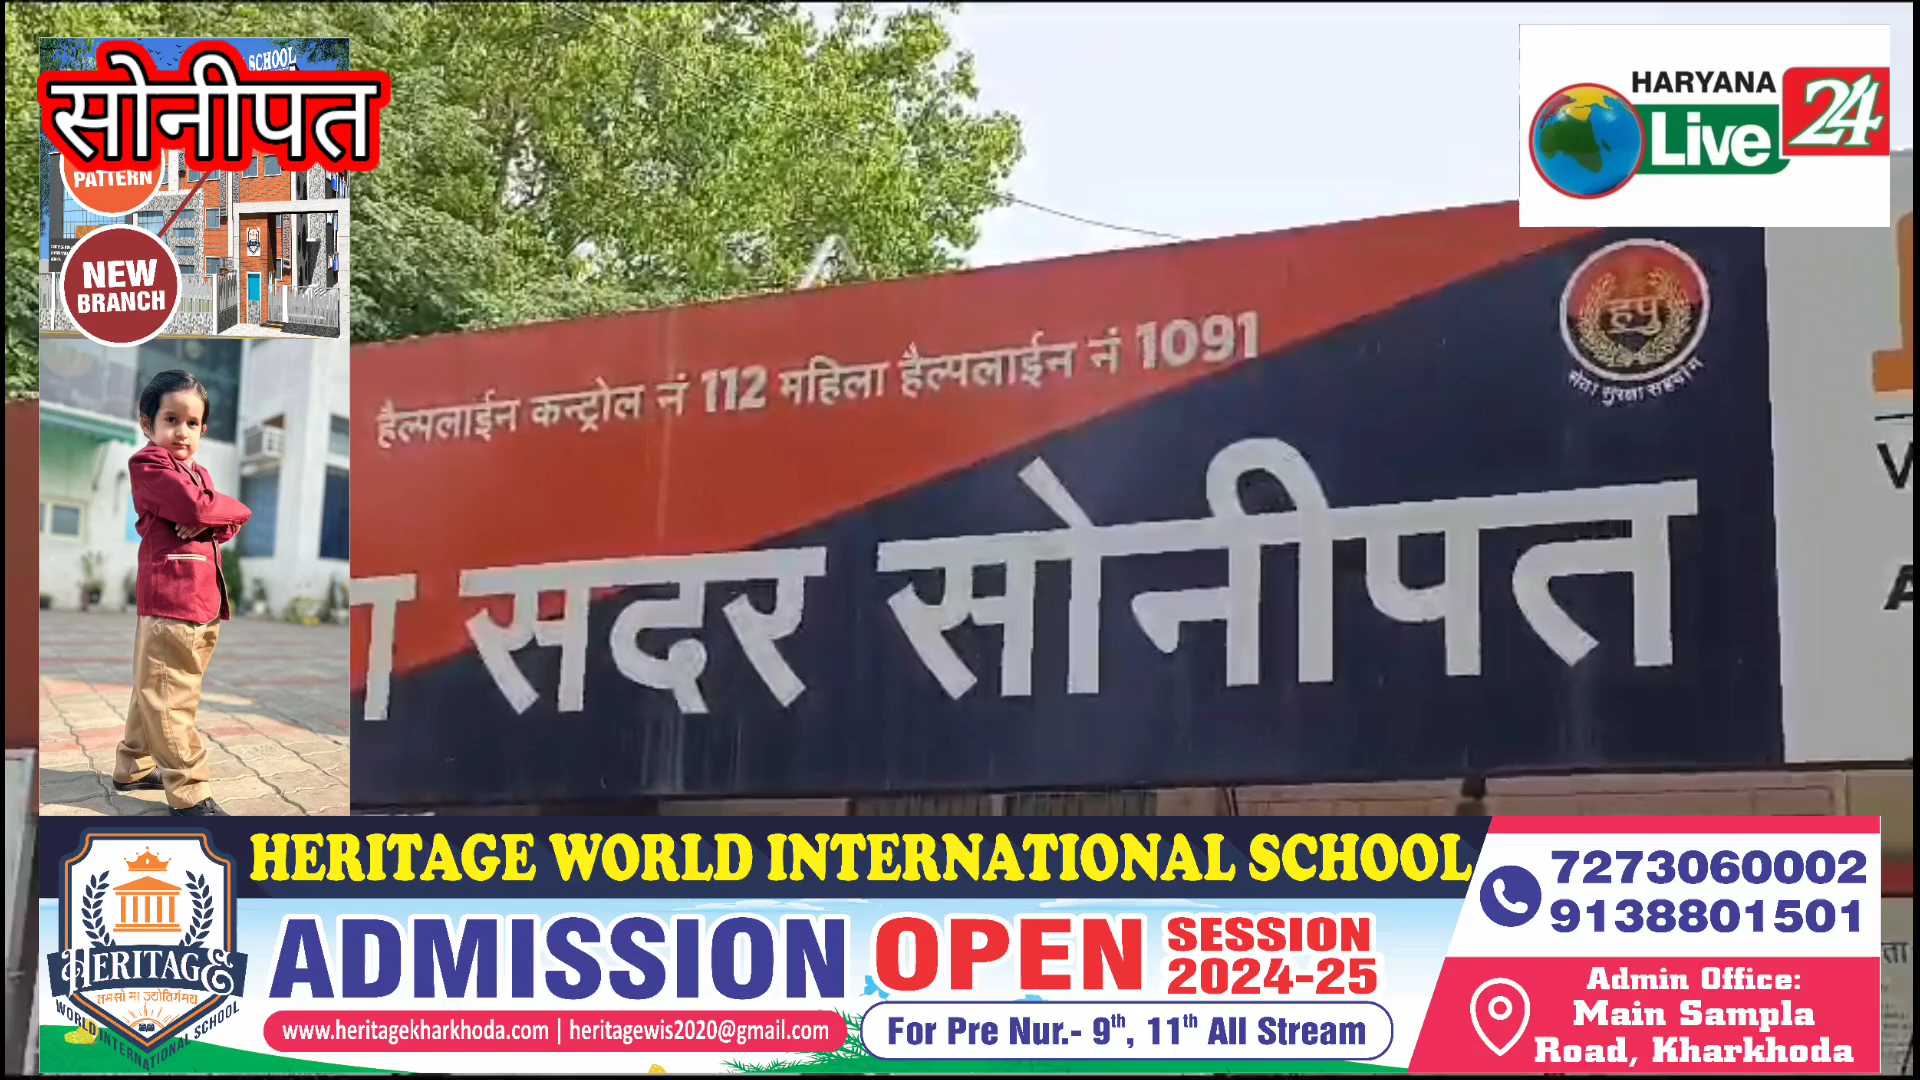 सोनीपत
SCHOOL
PATTERN
NEW
BRANCH
HARYANA
Live 24
हैल्पलाईन कन्ट्रोल नं 112 महिला हैल्पलाईन नं 1091
हपु
सेवा सुरक्षा सहयोग
सदर सोनीपत
HERITAGE WORLD INTERNATIONAL SCHOOL
7273060002
9138801501
ADMISSION OPEN
SESSION
2024-25
HERITAGE
तमसो मा ज्योतिर्गमय
WORLD INTERNATIONAL SCHOOL
www.heritagekharkhoda.com | heritagewis2020@gmail.com
For Pre Nur.- 9th, 11th All Stream
Admin Office:
Main Sampla
Road, Kharkhoda